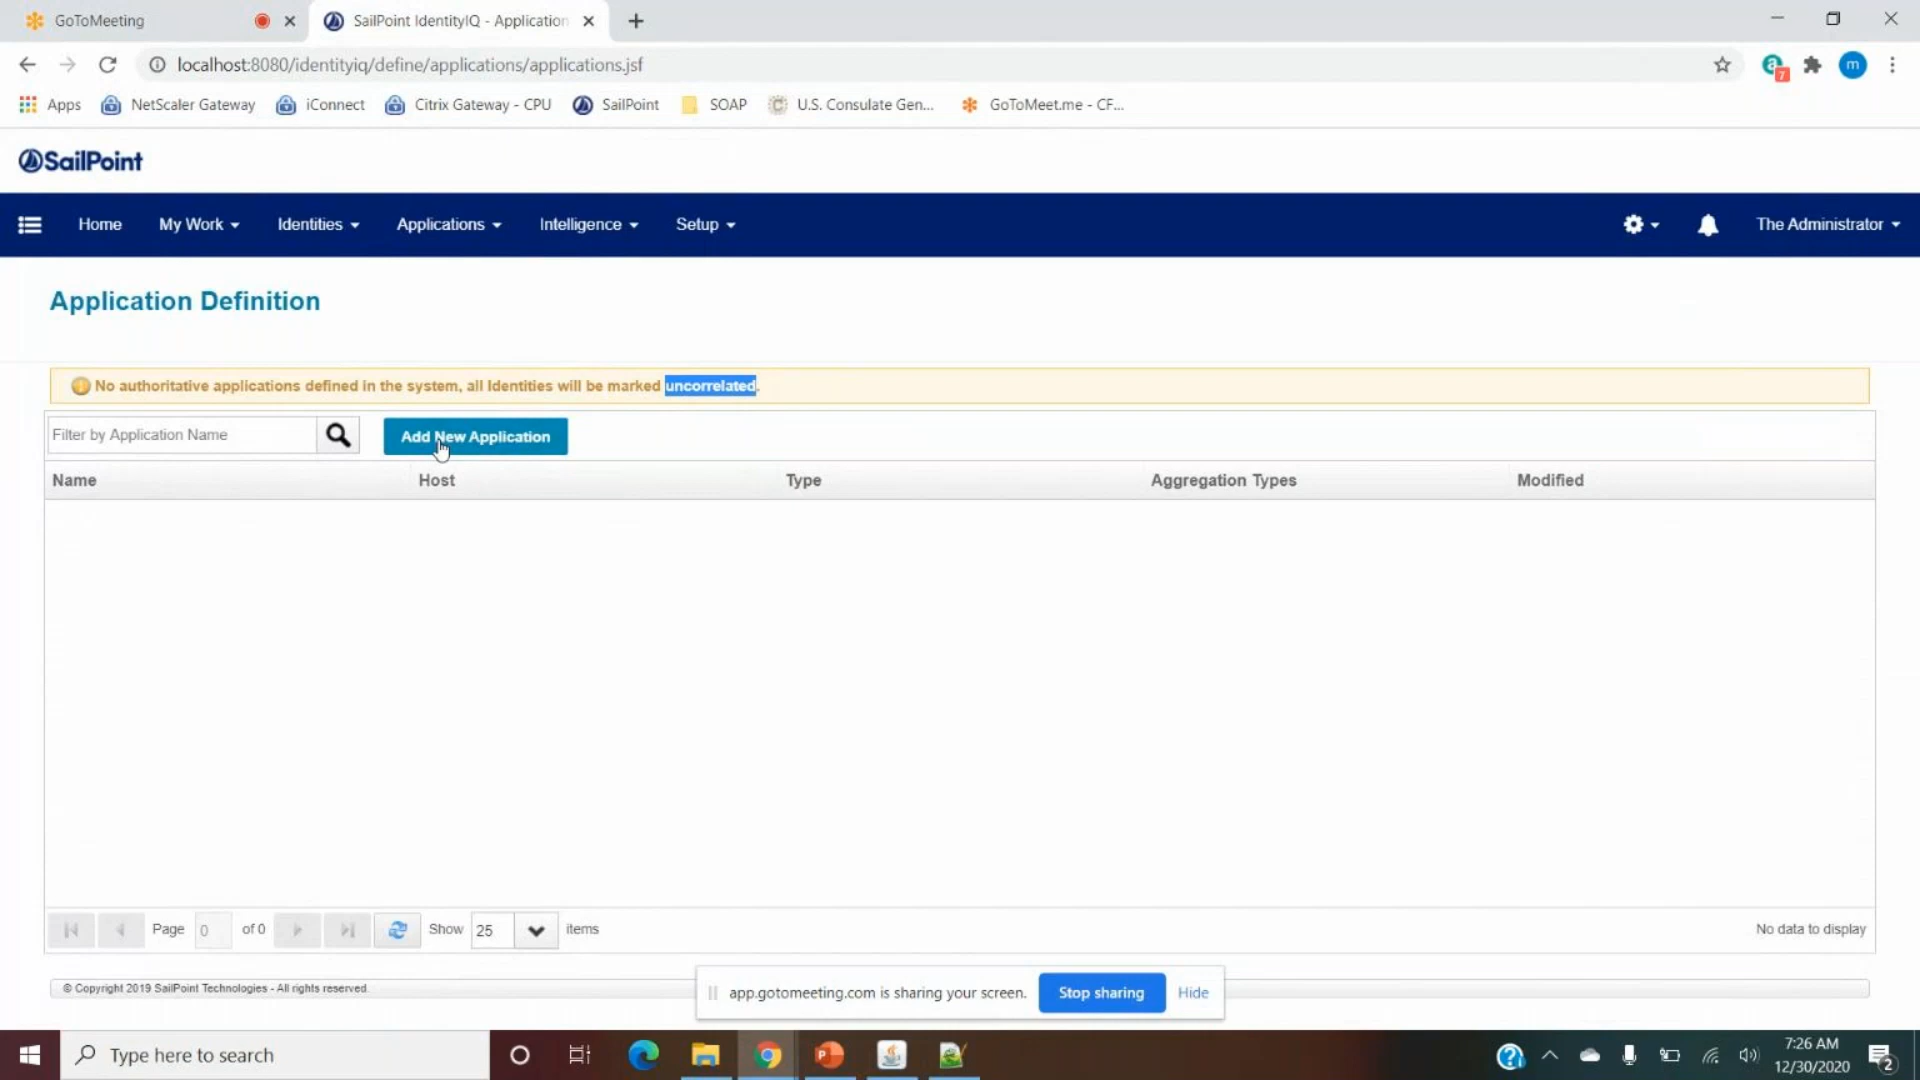 GoToMeeting
SailPoint IdentityIQ - Application
localhost:8080/identityiq/define/applications/applications.jsf
a 7
m
Apps NetScaler Gateway iConnect Citrix Gateway - CPU SailPoint SOAP U.S. Consulate Gen... GoToMeet.me - CF...
SailPoint
Home My Work Identities Applications Intelligence Setup The Administrator
Application Definition
No authoritative applications defined in the system, all Identities will be marked uncorrelated.
Filter by Application Name Add New Application
Name Host Type Aggregation Types Modified
Page 0 of 0 Show 25 items No data to display
© Copyright 2019 SailPoint Technologies - All rights reserved.
app.gotomeeting.com is sharing your screen. Stop sharing Hide
Type here to search
7:26 AM
12/30/2020
2